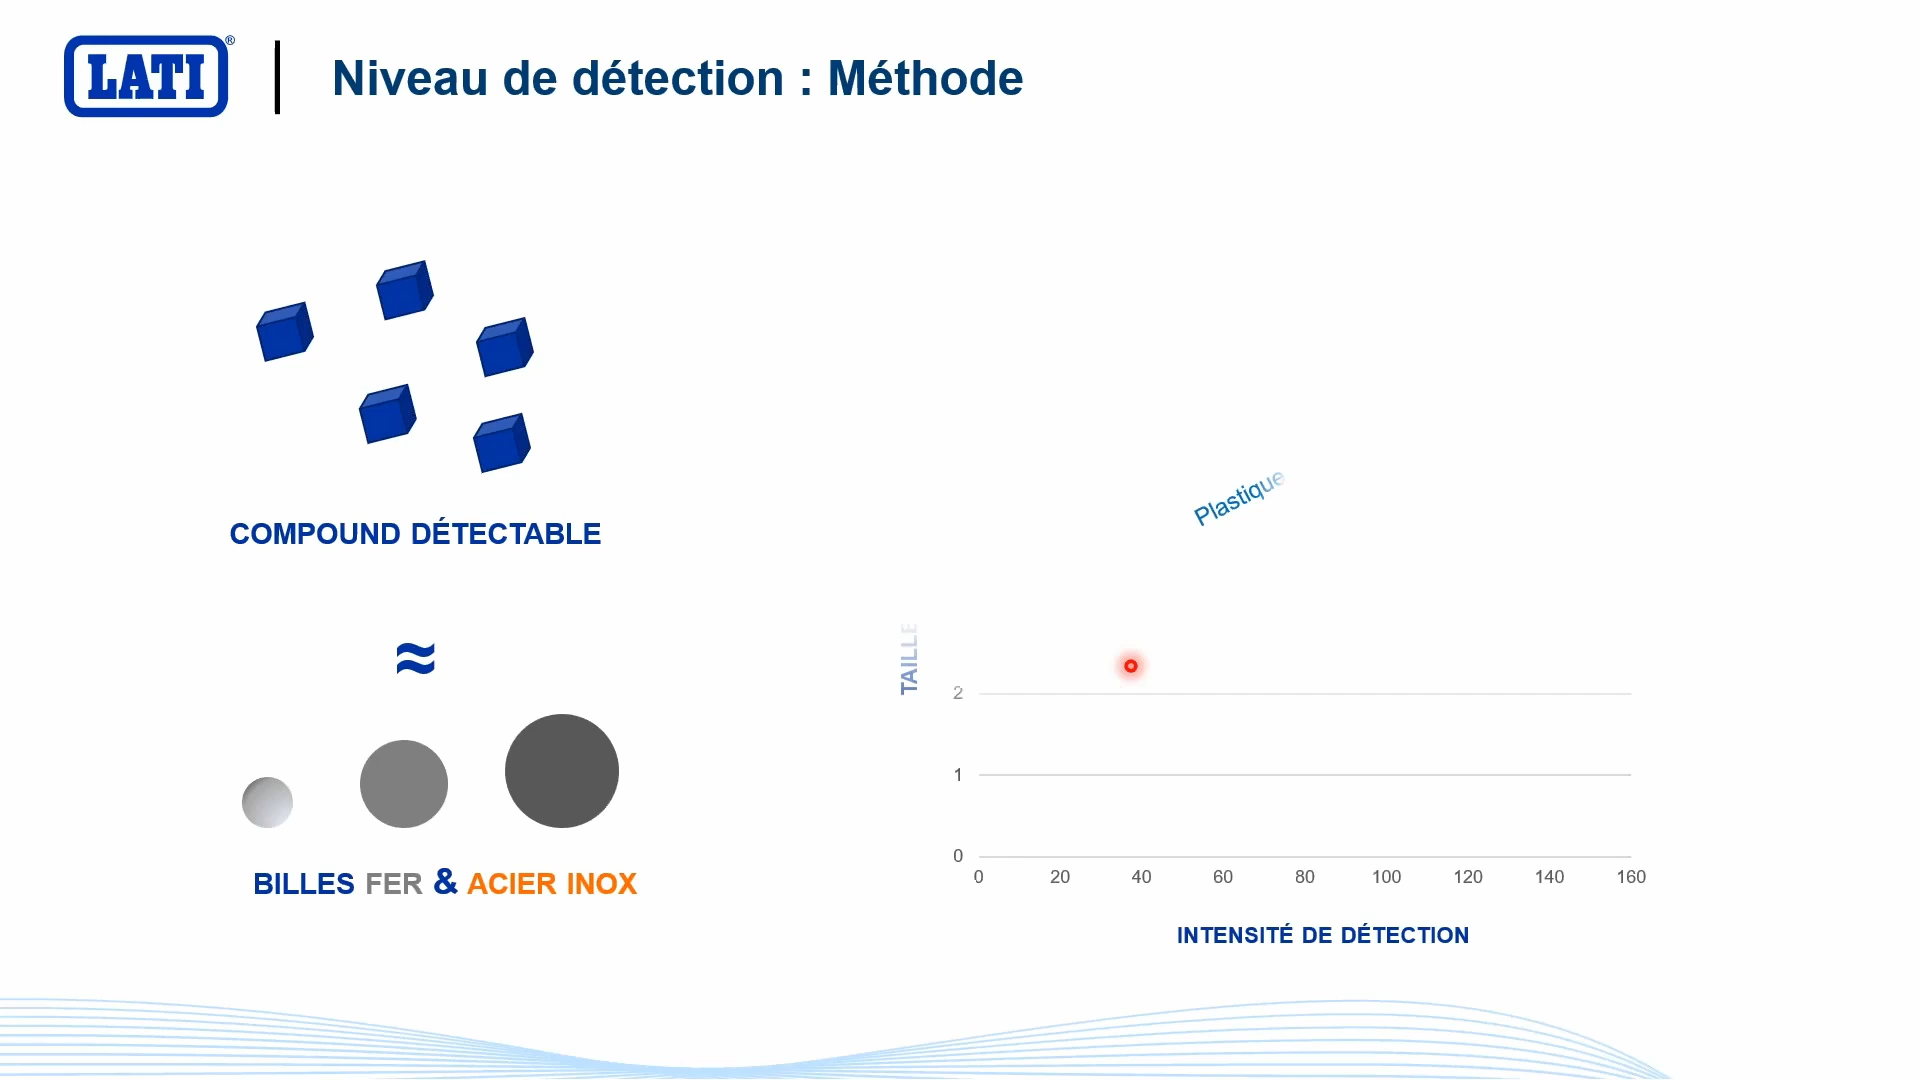 LATI®
Niveau de détection : Méthode
COMPOUND DÉTECTABLE
≈
BILLES FER & ACIER INOX
Plastique
TAILLE
2
1
0
0 20 40 60 80 100 120 140 160
INTENSITÉ DE DÉTECTION